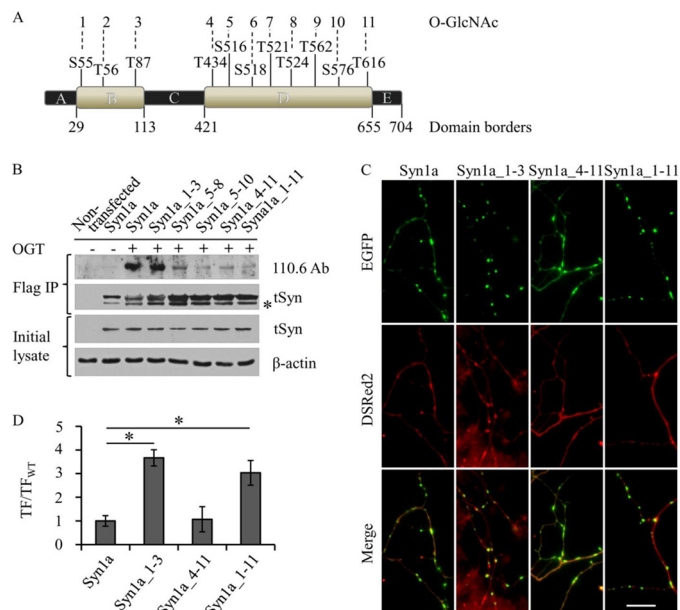 A
1 2 3 4 5 6 7 8 9 10 11 O-GlcNAc
S516 T521 T562
S55 T56 T87 T434 S518 T524 S576 T616
A B C D E
29 113 421 655 704 Domain borders
B
Non-transfected
Syn1a
Syn1a
Syn1a_1-3
Syn1a_5-8
Syn1a_5-10
Syn1a_4-11
Syna1a_1-11
OGT - - + + + + + +
Flag IP
110.6 Ab
tSyn
*
Initial lysate
tSyn
β-actin
C
Syn1a Syn1a_1-3 Syn1a_4-11 Syn1a_1-11
EGFP
DSRed2
Merge
D
TF/TFWT
5
4
3
2
1
0
*
*
Syn1a
Syn1a_1-3
Syn1a_4-11
Syn1a_1-11